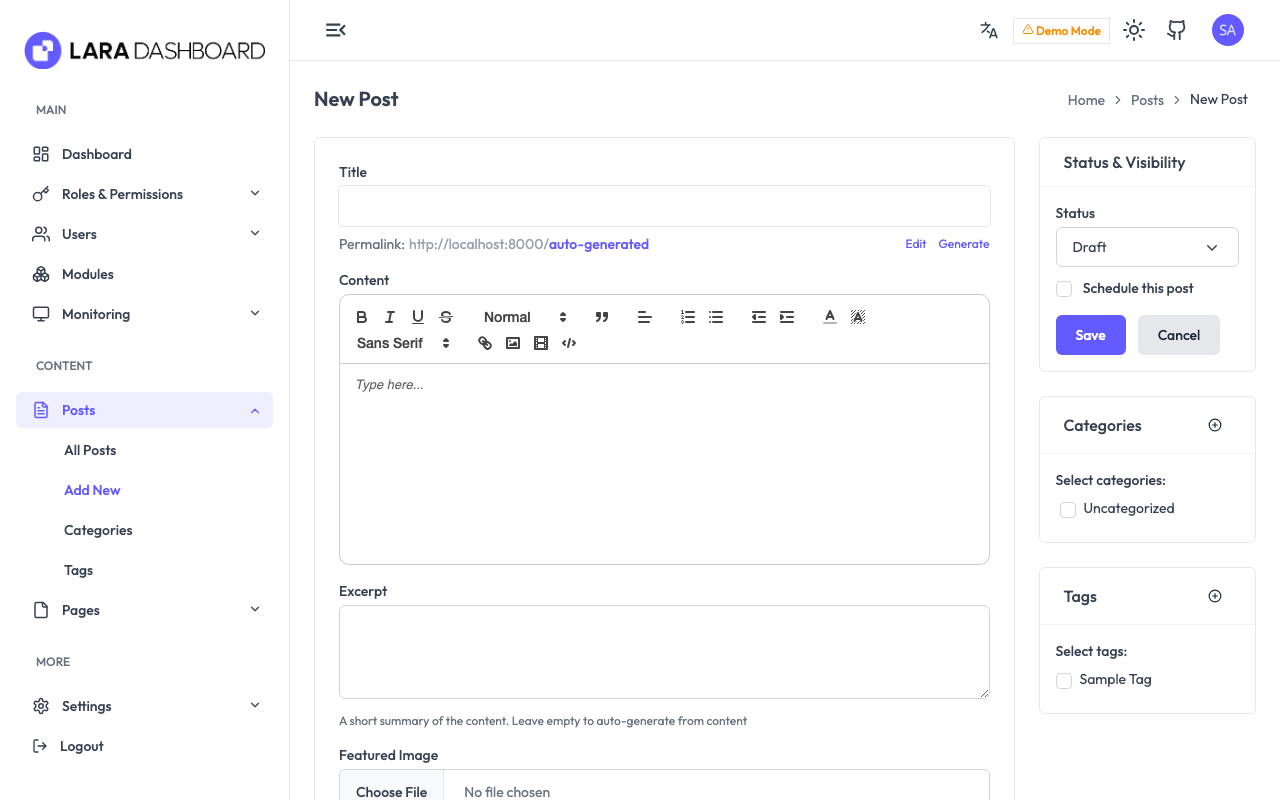 LARA DASHBOARD
MAIN
Dashboard
Roles & Permissions
Users
Modules
Monitoring
CONTENT
Posts
All Posts
Add New
Categories
Tags
Pages
MORE
Settings
Logout
Demo Mode
SA
New Post
Home > Posts > New Post
Title
Permalink: http://localhost:8000/auto-generated
Edit Generate
Content
Normal
Sans Serif
Type here...
Excerpt
A short summary of the content. Leave empty to auto-generate from content
Featured Image
Choose File No file chosen
Status & Visibility
Status
Draft
Schedule this post
Save Cancel
Categories
Select categories:
Uncategorized
Tags
Select tags:
Sample Tag